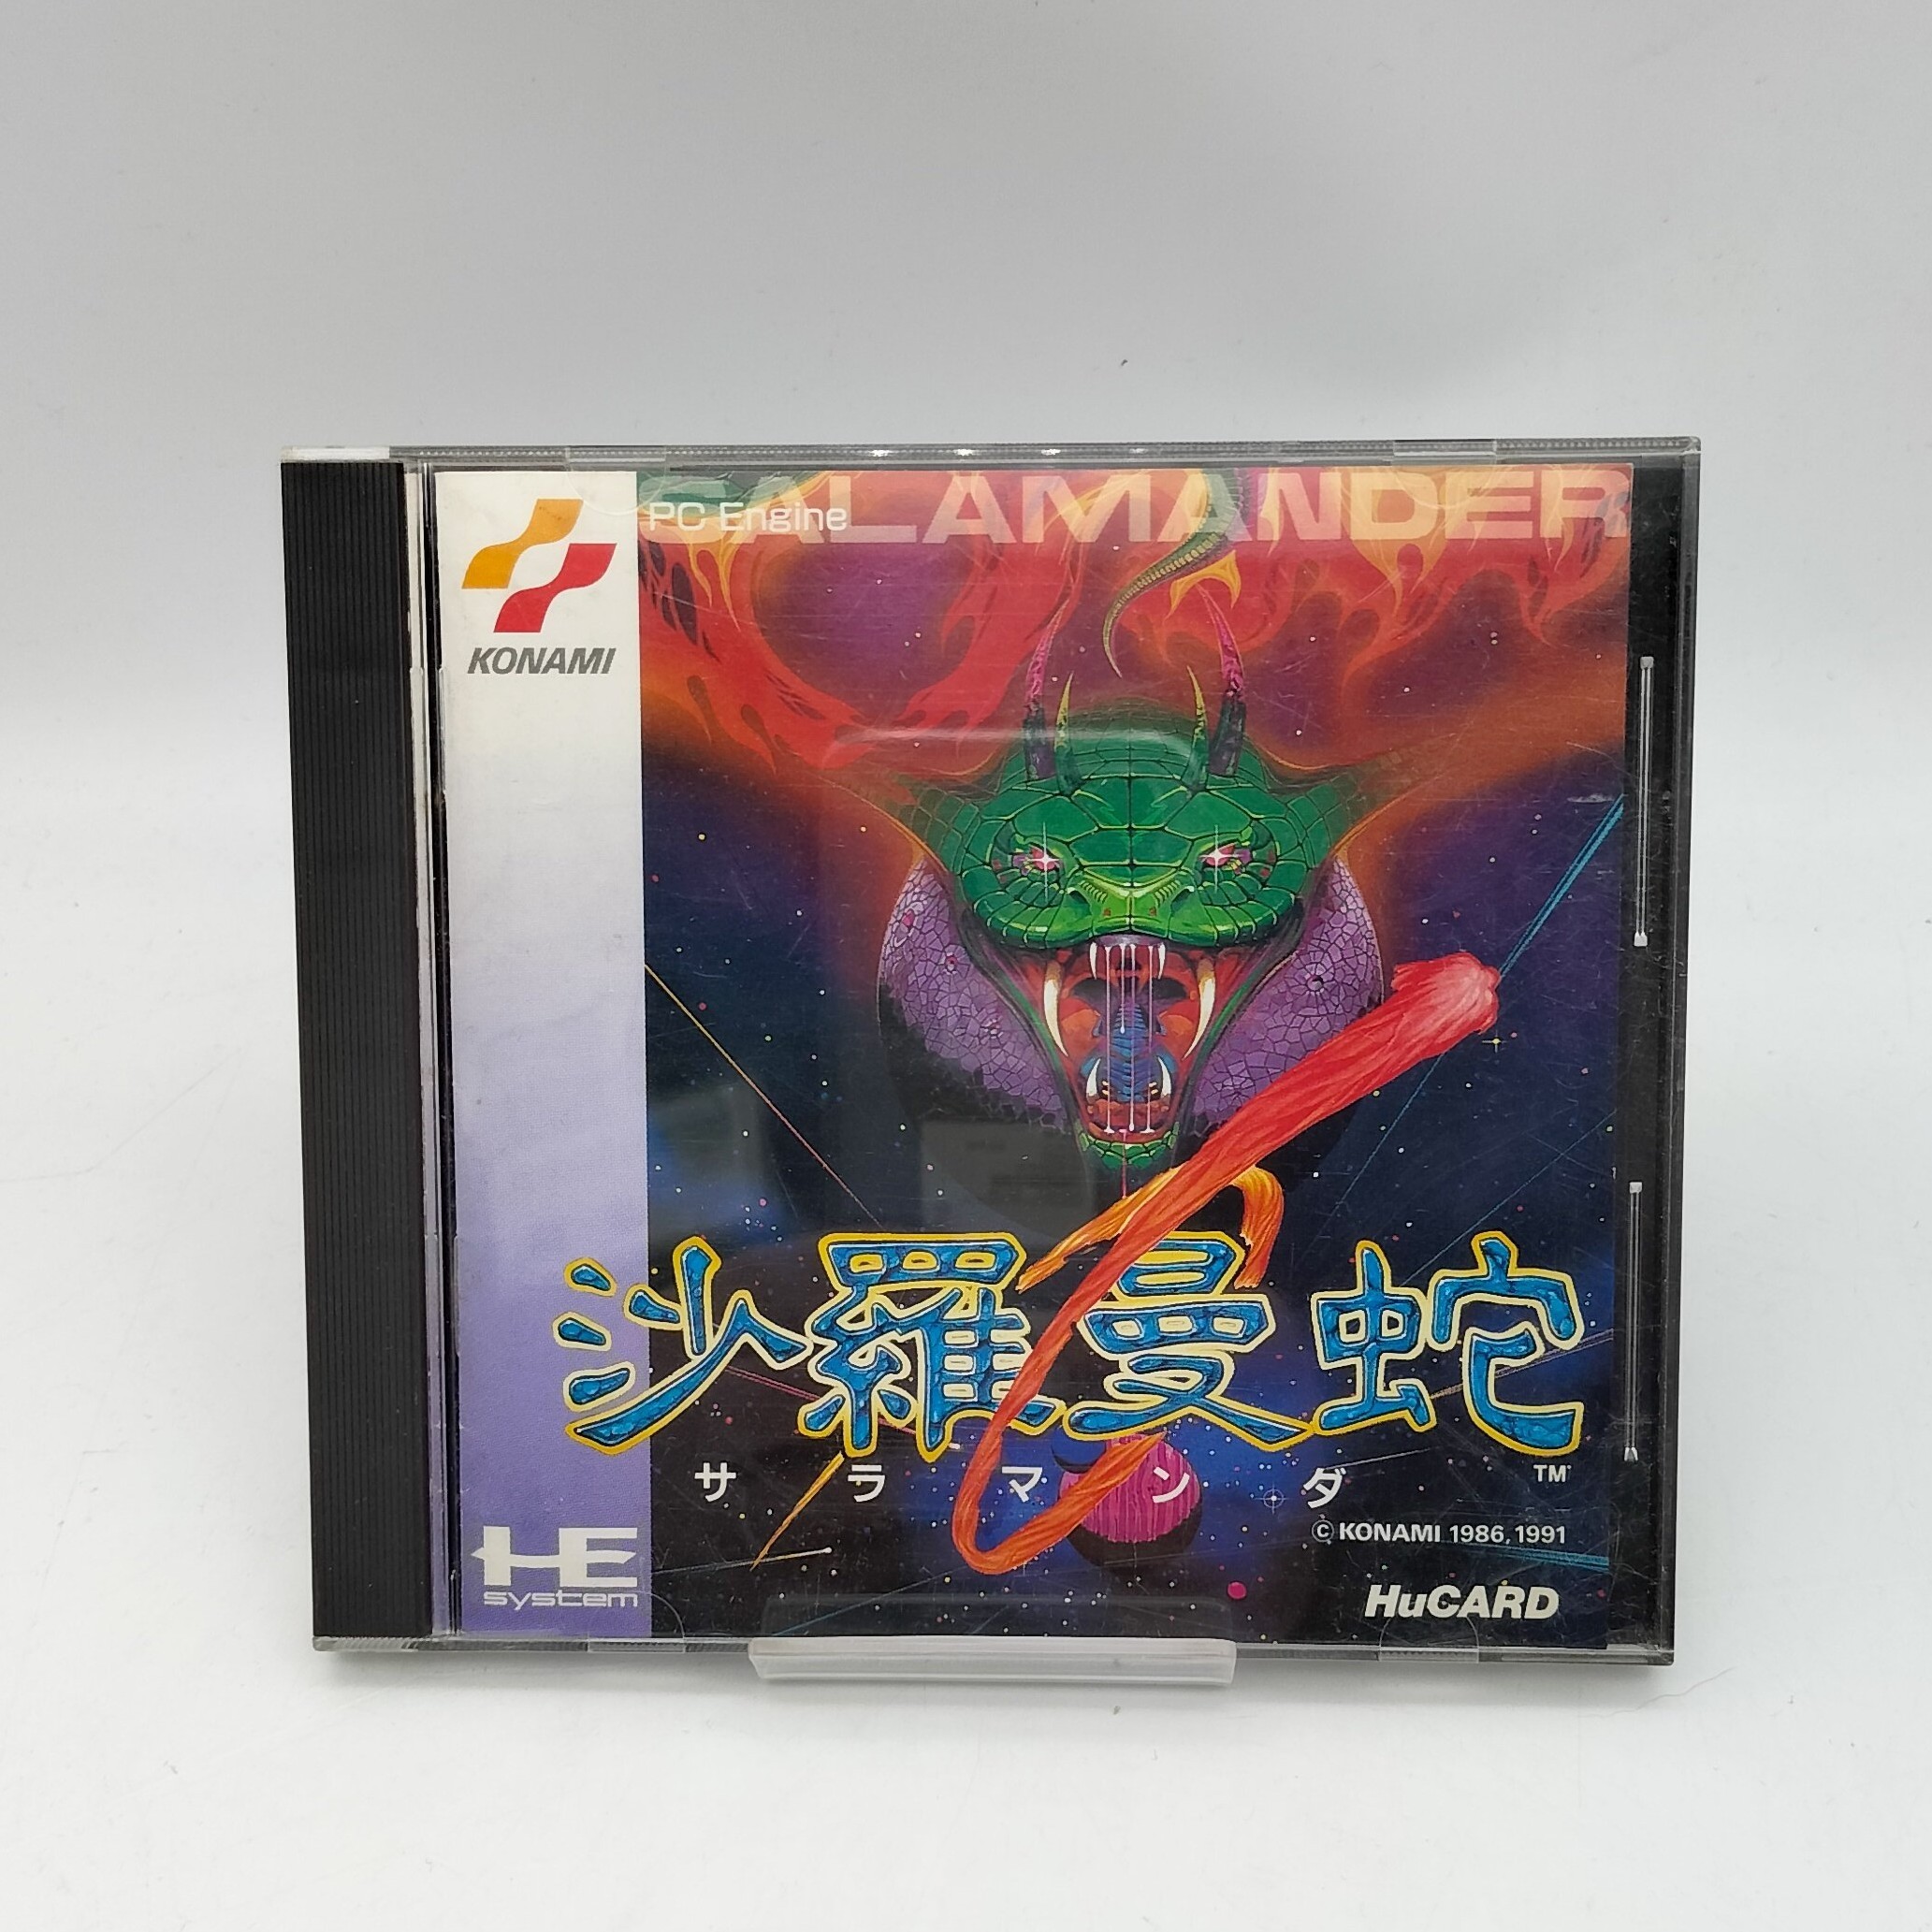 SALAMANDER
PC Engine
KONAMI
沙羅曼蛇
サラマンダ
TM
© KONAMI 1986, 1991
HE
system
HuCARD